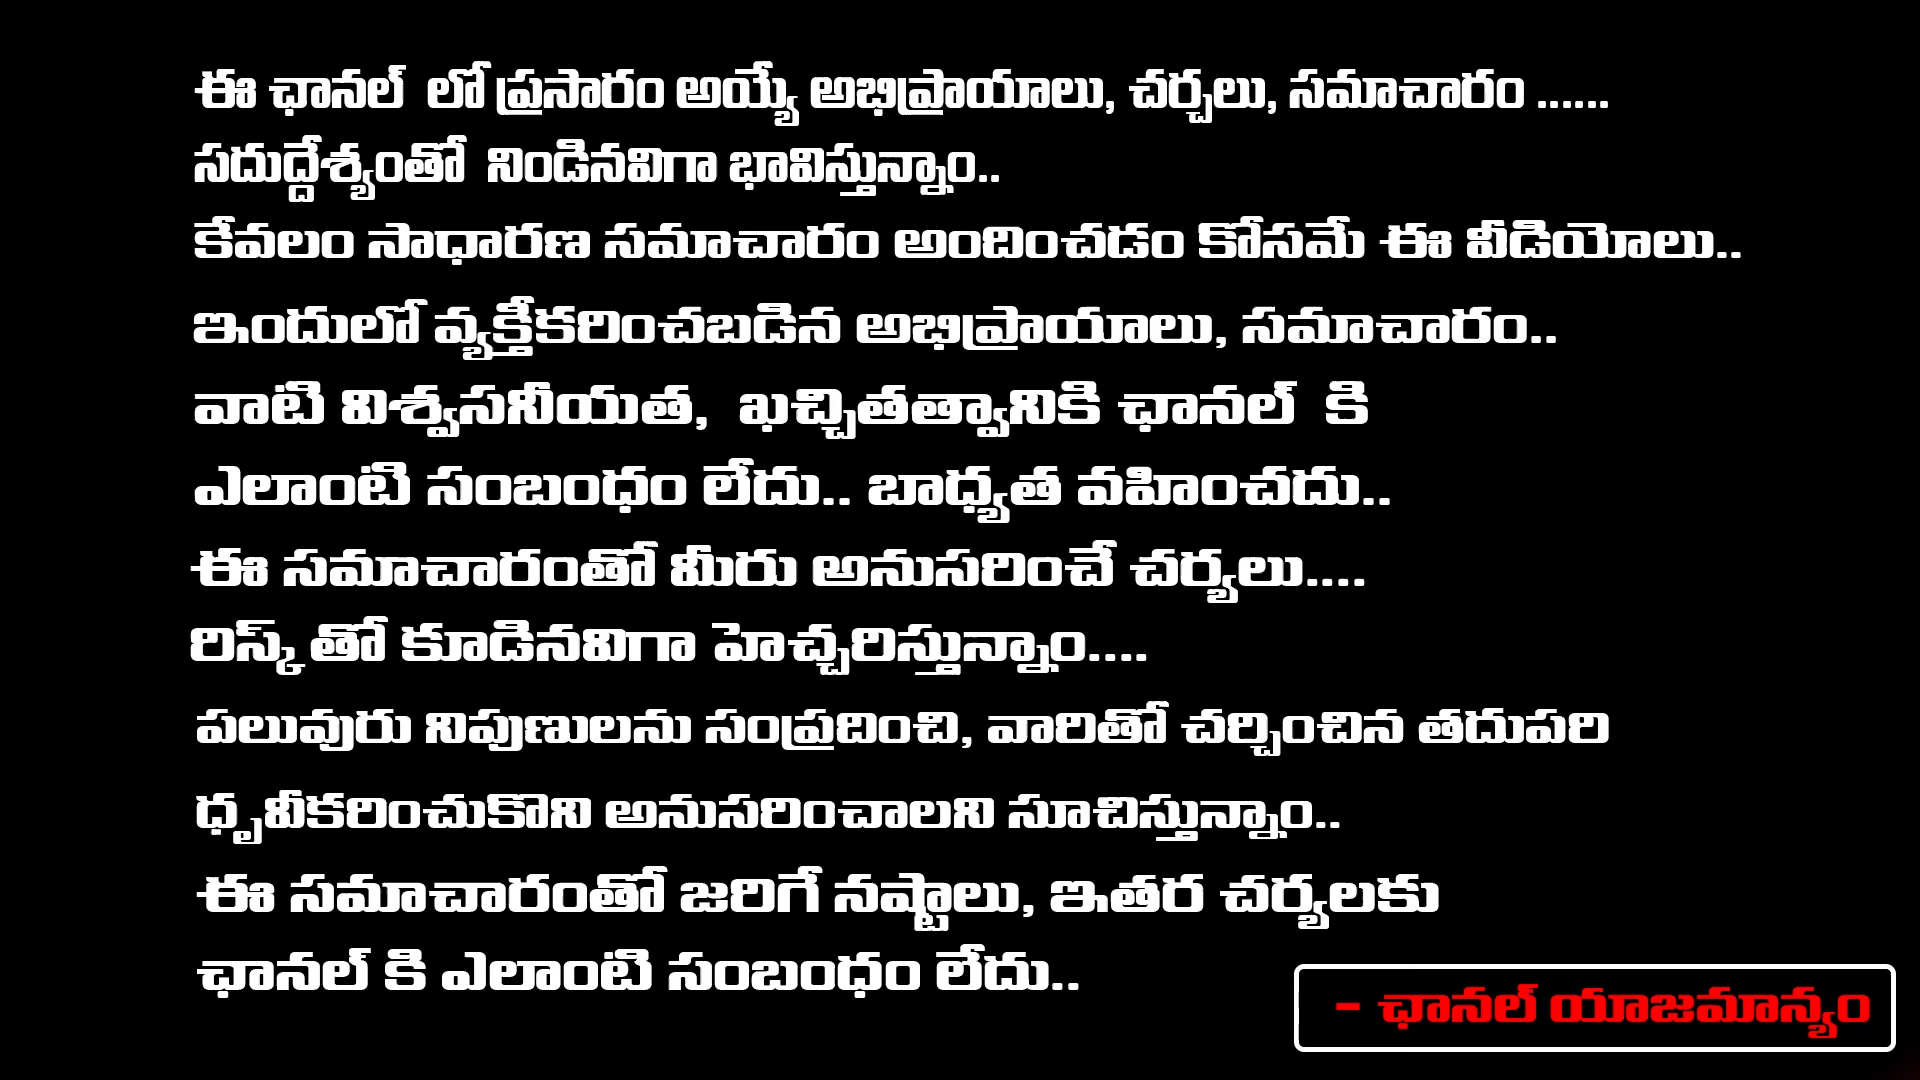 ఈ ఛానల్ లో ప్రసారం అయ్యే అభిప్రాయాలు, చర్చలు, సమాచారం ......
సదుద్దేశ్యంతో నిండినవిగా భావిస్తున్నాం..
కేవలం సాధారణ సమాచారం అందించడం కోసమే ఈ వీడియోలు..
ఇందులో వ్యక్తీకరించబడిన అభిప్రాయాలు, సమాచారం..
వాటి విశ్వసనీయత, ఖచ్చితత్వానికి ఛానల్ కి
ఎలాంటి సంబంధం లేదు.. బాధ్యత వహించదు..
ఈ సమాచారంతో మీరు అనుసరించే చర్యలు....
రిస్క్ తో కూడినవిగా హెచ్చరిస్తున్నాం....
పలువురు నిపుణులను సంప్రదించి, వారితో చర్చించిన తదుపరి
ధృవీకరించుకొని అనుసరించాలని సూచిస్తున్నాం..
ఈ సమాచారంతో జరిగే నష్టాలు, ఇతర చర్యలకు
ఛానల్ కి ఎలాంటి సంబంధం లేదు..
- ఛానల్ యాజమాన్యం